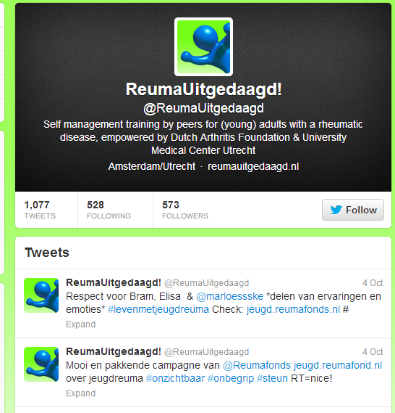 ReumaUitgedaagd!
@ReumaUitgedaagd
Self management training by peers for (young) adults with a rheumatic
disease, empowered by Dutch Arthritis Foundation & University
Medical Center Utrecht
Amsterdam/Utrecht · reumauitgedaagd.nl
1,077 528 573
TWEETS FOLLOWING FOLLOWERS
Follow
Tweets
ReumaUitgedaagd! @ReumaUitgedaagd 4 Oct
Respect voor Bram, Elisa & @marloessske "delen van ervaringen en
emoties" #levenmetjeugdreuma Check: jeugd.reumafonds.nl #
Expand
ReumaUitgedaagd! @ReumaUitgedaagd 4 Oct
Mooi en pakkende campagne van @Reumafonds jeugd.reumafond.nl
over jeugdreuma #onzichtbaar #onbegrip #steun RT=nice!
Expand